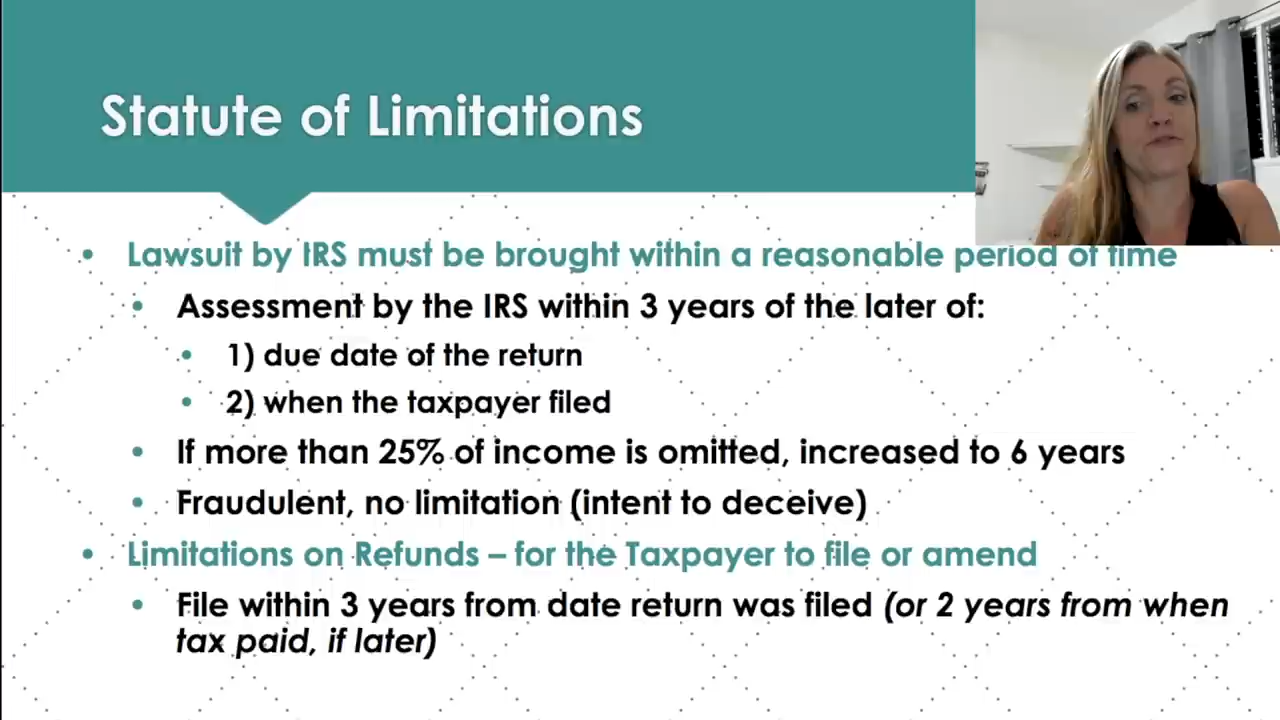 Statute of Limitations
Lawsuit by IRS must be brought within a reasonable period of time
Assessment by the IRS within 3 years of the later of:
1) due date of the return
2) when the taxpayer filed
If more than 25% of income is omitted, increased to 6 years
Fraudulent, no limitation (intent to deceive)
Limitations on Refunds – for the Taxpayer to file or amend
File within 3 years from date return was filed (or 2 years from when
tax paid, if later)